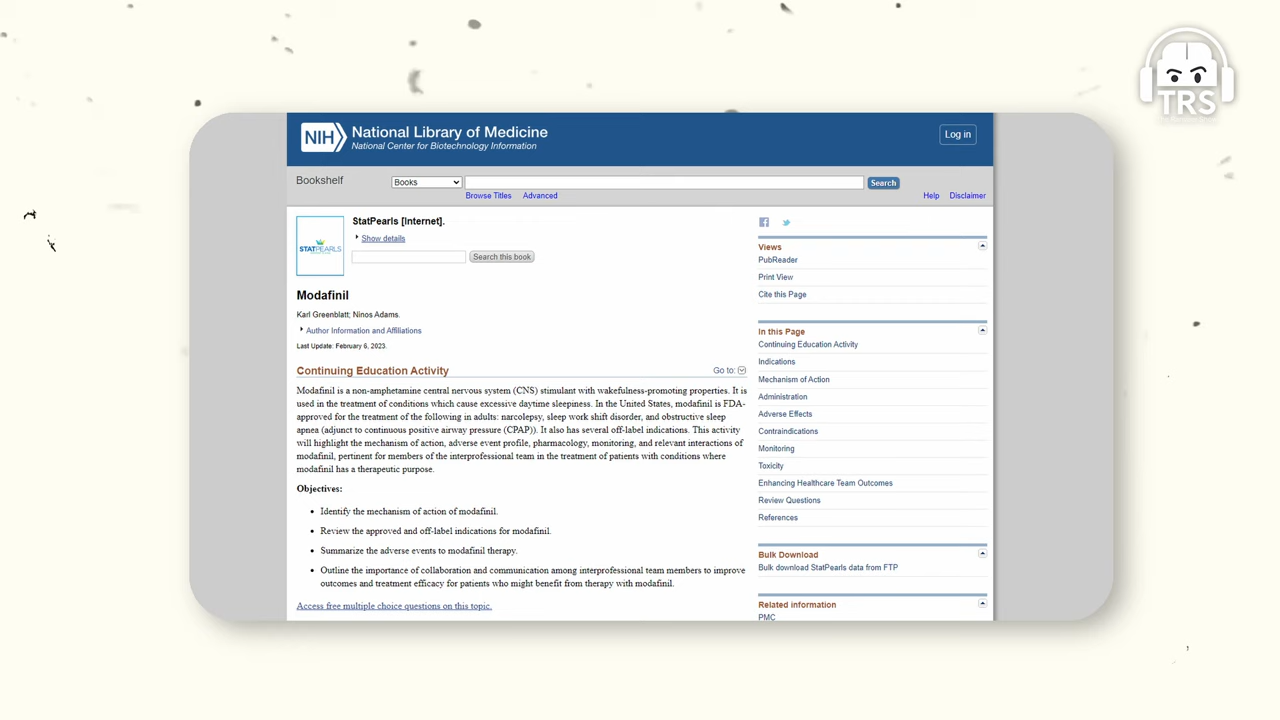 TRS
NIH National Library of Medicine
National Center for Biotechnology Information
Log in
Bookshelf
Books
Search
Browse Titles Advanced
Help Disclaimer
STATPEARLS
StatPearls [Internet].
Show details
Search this book
Modafinil
Karl Greenblatt; Ninos Adams.
Author Information and Affiliations
Last Update: February 6, 2023.
Continuing Education Activity
Go to:
Modafinil is a non-amphetamine central nervous system (CNS) stimulant with wakefulness-promoting properties. It is
used in the treatment of conditions which cause excessive daytime sleepiness. In the United States, modafinil is FDA-
approved for the treatment of the following in adults: narcolepsy, sleep work shift disorder, and obstructive sleep
apnea (adjunct to continuous positive airway pressure (CPAP)). It also has several off-label indications. This activity
will highlight the mechanism of action, adverse event profile, pharmacology, monitoring, and relevant interactions of
modafinil, pertinent for members of the interprofessional team in the treatment of patients with conditions where
modafinil has a therapeutic purpose.
Objectives:
• Identify the mechanism of action of modafinil.
• Review the approved and off-label indications for modafinil.
• Summarize the adverse events to modafinil therapy.
• Outline the importance of collaboration and communication among interprofessional team members to improve
outcomes and treatment efficacy for patients who might benefit from therapy with modafinil.
Access free multiple choice questions on this topic.
Views
PubReader
Print View
Cite this Page
In this Page
Continuing Education Activity
Indications
Mechanism of Action
Administration
Adverse Effects
Contraindications
Monitoring
Toxicity
Enhancing Healthcare Team Outcomes
Review Questions
References
Bulk Download
Bulk download StatPearls data from FTP
Related information
PMC